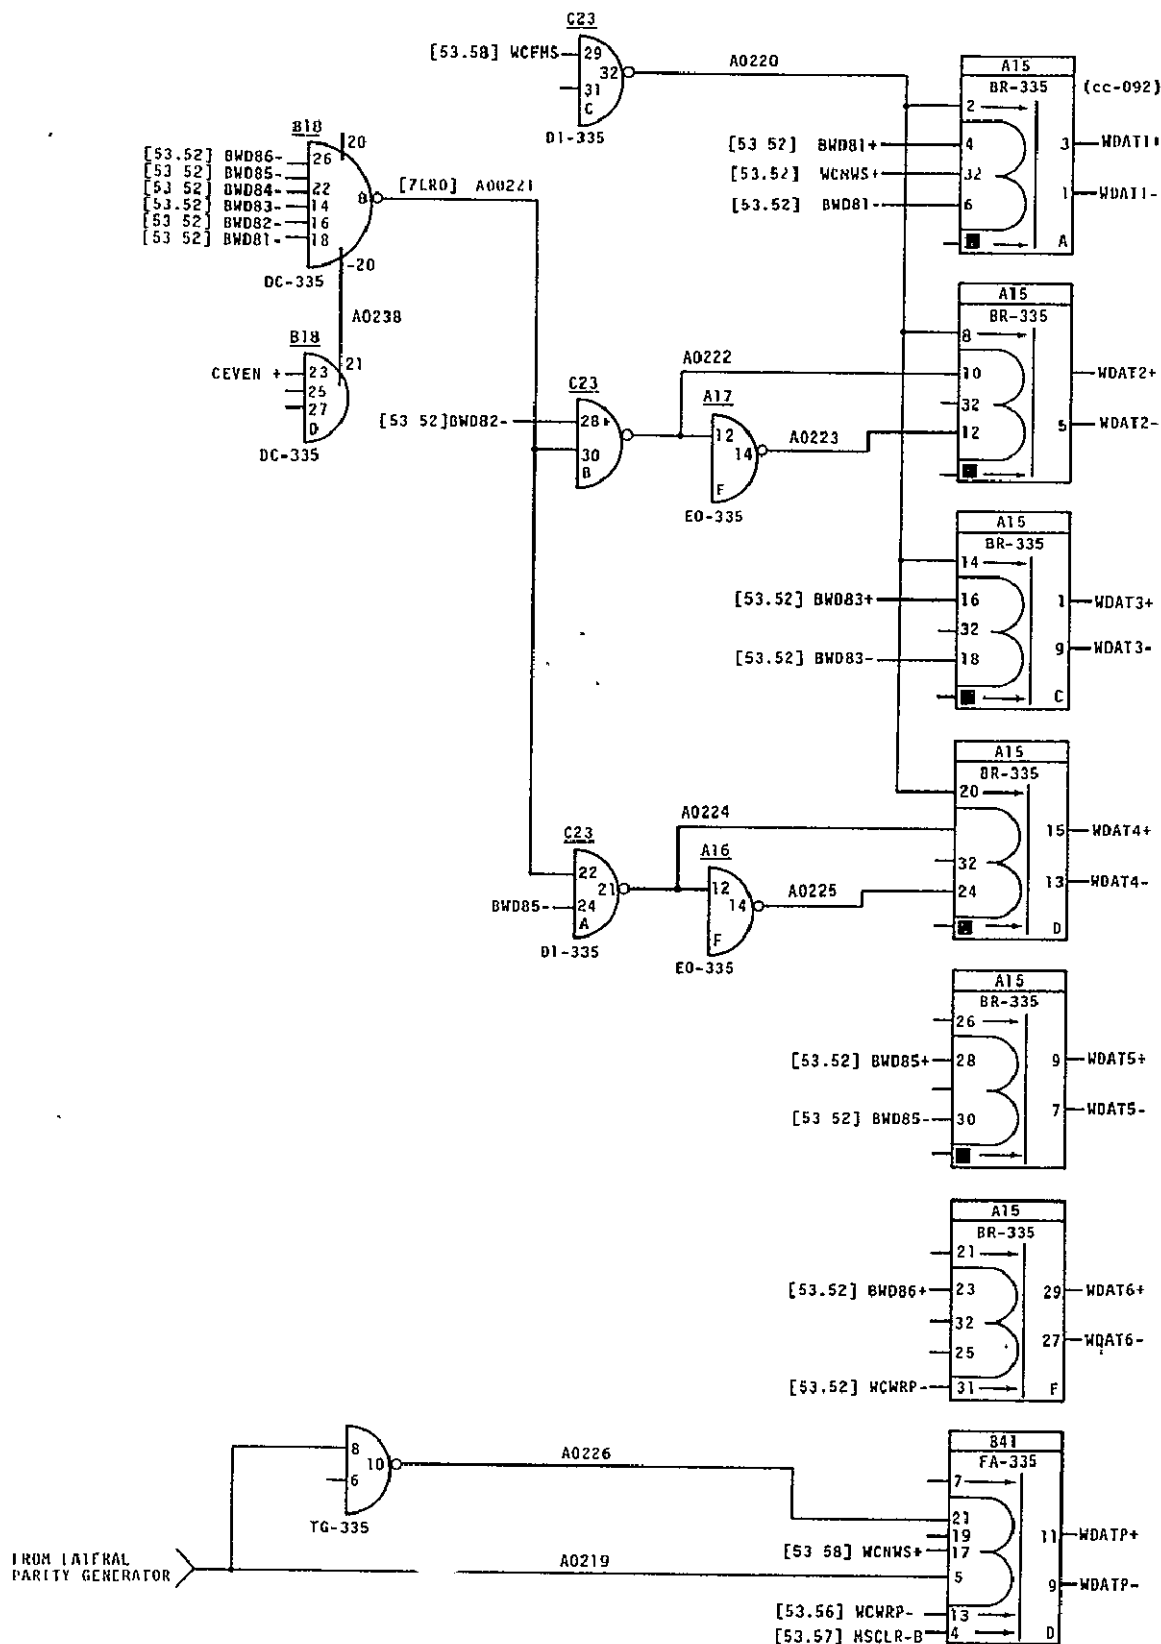 C23
[53.58] WCFMS
29
32
31
C
D1-335
A0220
A15
BR-335
(cc-092)
2
[53 52] BWD81+
4
3
WDAT1+
[53.52] WCNWS+
32
1
WDAT1-
[53.52] BWD81-
6
A
B18
20
[53.52] BWD86-
26
[53 52] BWD85-
[53 52] BWD84-
22
[53.52] BWD83-
14
[53 52] BWD82-
16
[53 52] BWD81-
18
8
[7LR0] A00221
-20
DC-335
A0238
B18
21
CEVEN +
23
25
27
D
DC-335
A15
BR-335
8
A0222
10
WDAT2+
32
12
5
WDAT2-
C23
[53 52]BWD82-
28
30
B
A17
12
14
F
EO-335
A0223
A15
BR-335
14
[53.52] BWD83+
16
1
WDAT3+
32
9
WDAT3-
[53.52] BWD83-
18
C
A15
BR-335
20
A0224
15
WDAT4+
32
13
WDAT4-
24
D
C23
22
21
BWD85-
24
A
D1-335
A16
12
14
F
EO-335
A0225
A15
BR-335
26
[53.52] BWD85+
28
9
WDAT5+
7
WDAT5-
[53 52] BWD85-
30
A15
BR-335
21
[53.52] BWD86+
23
29
WDAT6+
32
27
WDAT6-
25
[53.52] WCWRP-
31
F
8
10
6
TG-335
A0226
B41
FA-335
7
21
19
11
WDATP+
[53 58] WCNWS+
17
FROM LATERAL
PARITY GENERATOR
A0219
5
9
WDATP-
[53.56] WCWRP-
13
[53.57] MSCLR-B
4
D